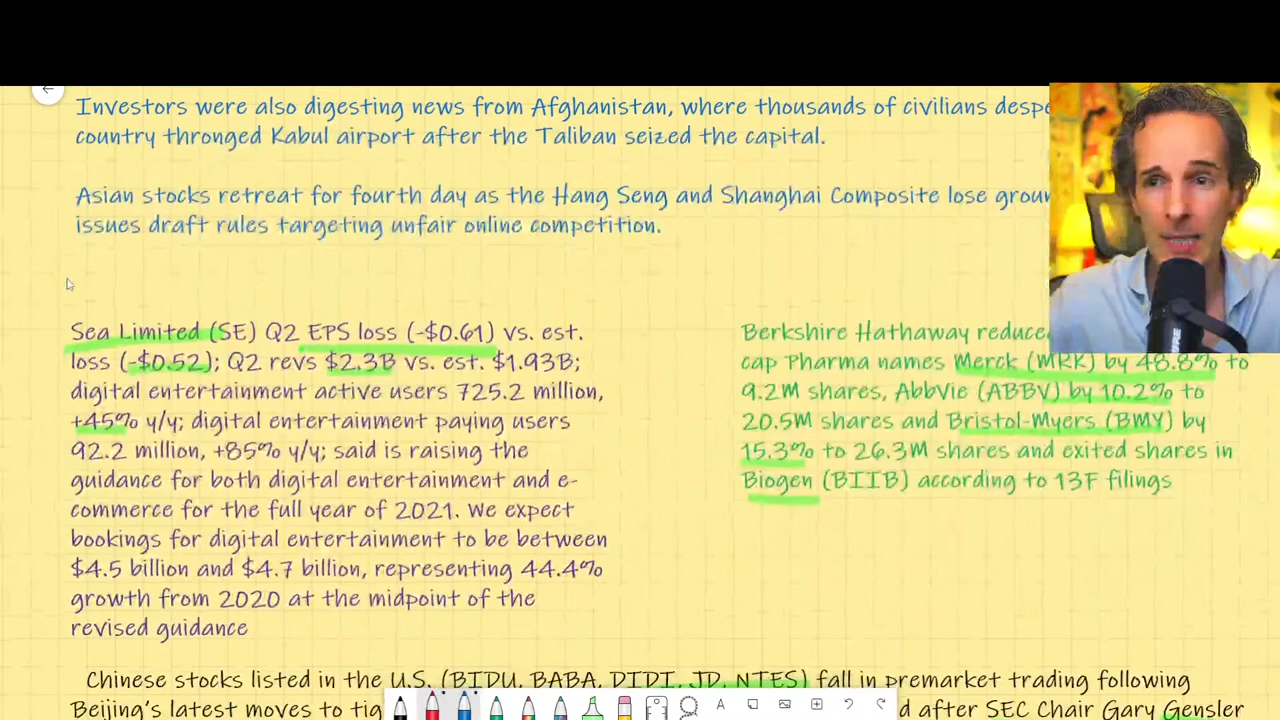 Investors were also digesting news from Afghanistan, where thousands of civilians
country thronged Kabul airport after the Taliban seized the capital.
Asian stocks retreat for fourth day as the Hang Seng and Shanghai Composite lose
issues draft rules targeting unfair online competition.
Sea Limited (SE) Q2 EPS loss (-$0.61) vs. est.
loss (-$0.52); Q2 revs $2.3B vs. est. $1.93B;
digital entertainment active users 725.2 million,
+45% y/y; digital entertainment paying users
92.2 million, +85% y/y; said is raising the
guidance for both digital entertainment and e-
commerce for the full year of 2021. We expect
bookings for digital entertainment to be between
$4.5 billion and $4.7 billion, representing 44.4%
growth from 2020 at the midpoint of the
revised guidance
Berkshire Hathaway reduced
cap Pharma names Merck (MRK) by 48.8% to
9.2M shares, AbbVie (ABBV) by 10.2% to
20.5M shares and Bristol-Myers (BMY) by
15.3% to 26.3M shares and exited shares in
Biogen (BIIB) according to 13F filings
Chinese stocks listed in the U.S. (BIDU, BABA, DIDI, JD, NTES) fall in premarket trading following
Beijing's latest moves to after SEC Chair Gary Gensler